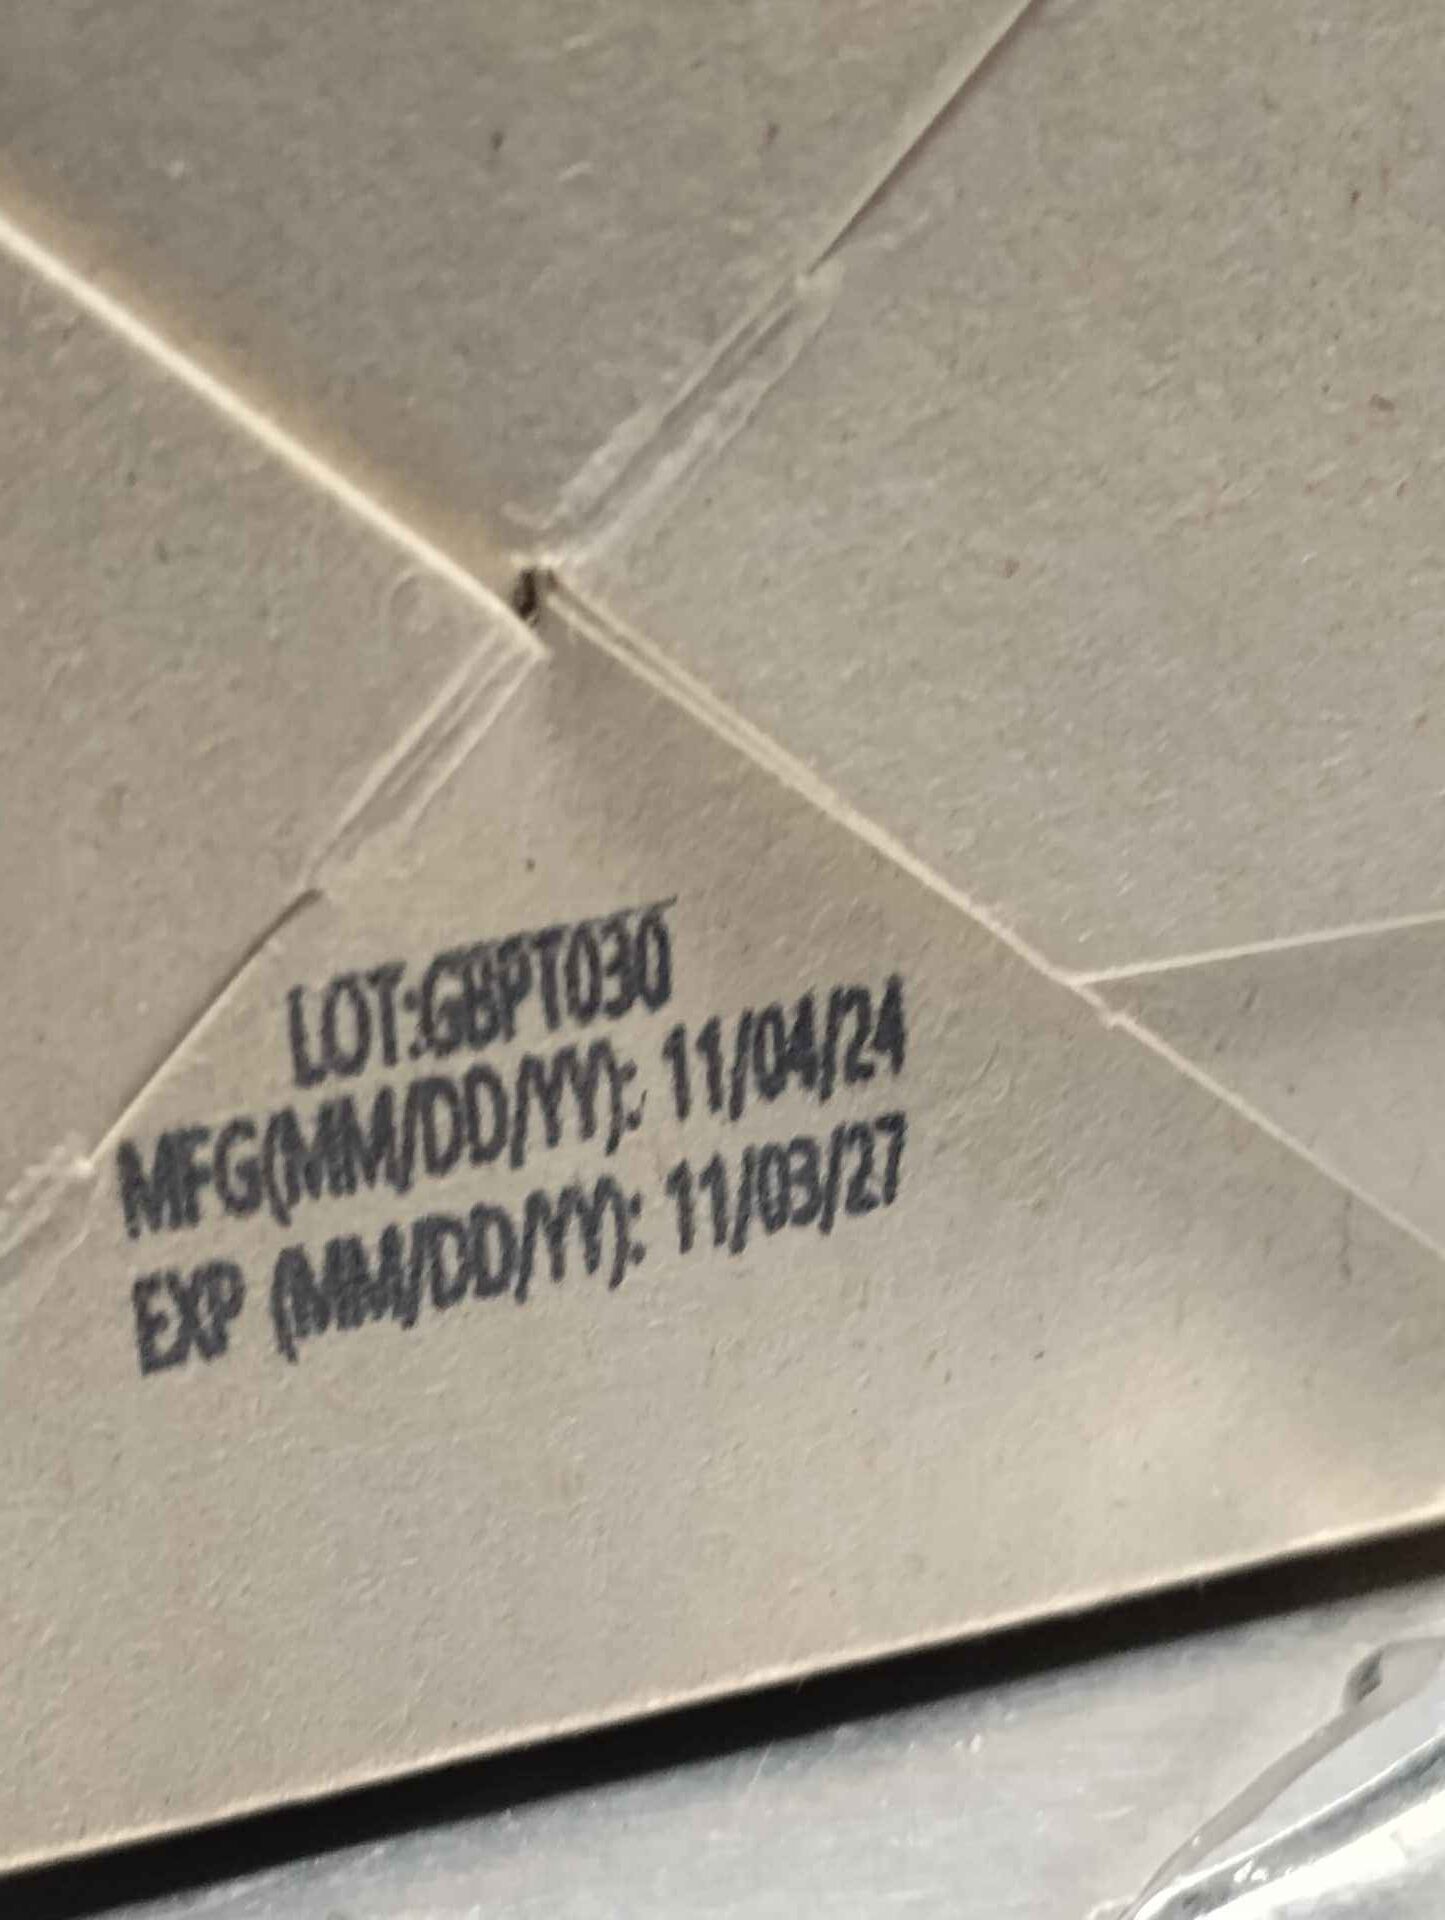 LOT:GBPT030
MFG(MM/DD/YY): 11/04/24
EXP (MM/DD/YY): 11/03/27